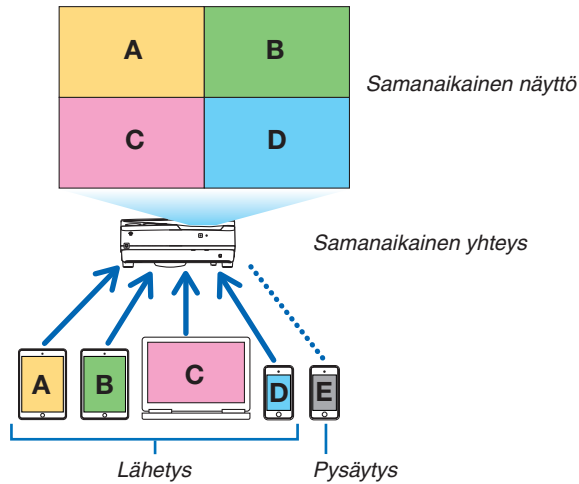 A B
Samanaikainen näyttö
C D
Samanaikainen yhteys
A B C D E
Lähetys Pysäytys